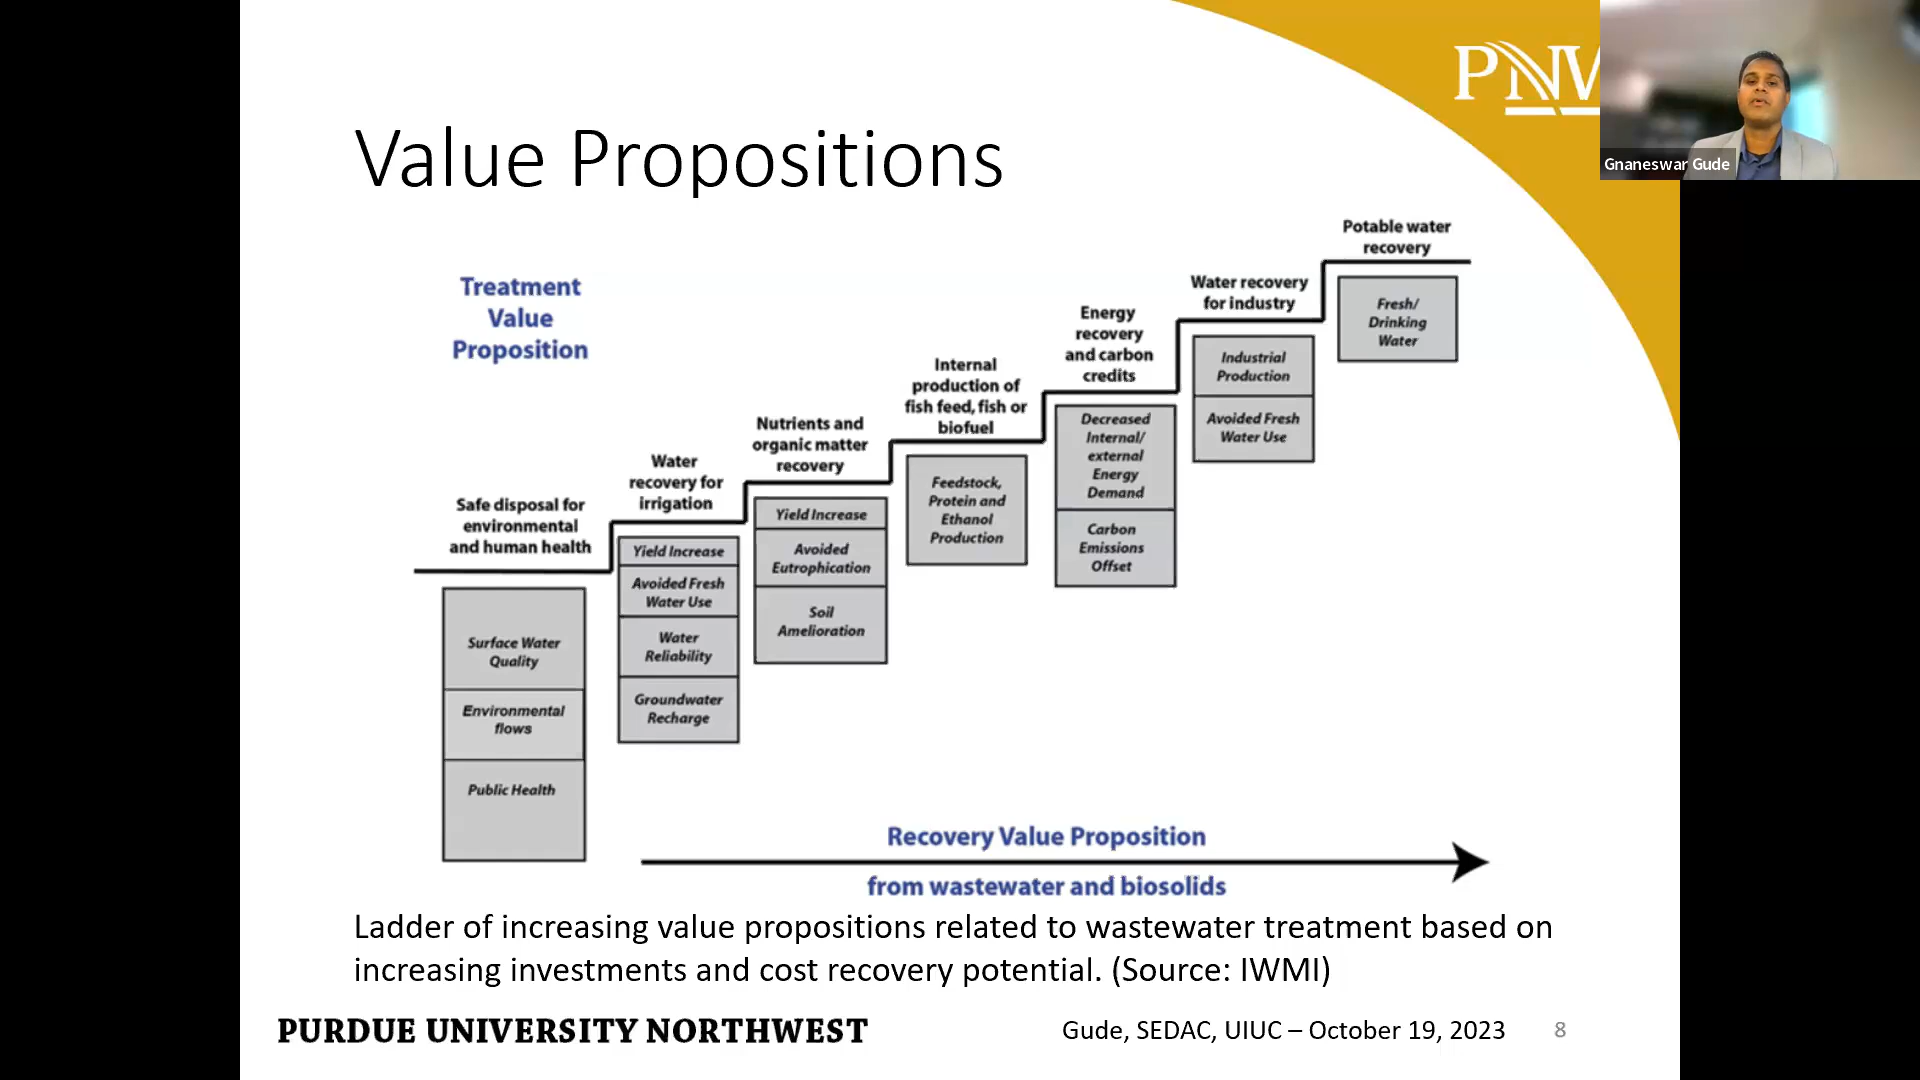 PNW
Gnaneswar Gude
Value Propositions
Treatment
Value
Proposition
Safe disposal for
environmental
and human health
Surface Water
Quality
Environmental
flows
Public Health
Water
recovery for
irrigation
Yield Increase
Avoided Fresh
Water Use
Water
Reliability
Groundwater
Recharge
Nutrients and
organic matter
recovery
Yield Increase
Avoided
Eutrophication
Soil
Amelioration
Internal
production of
fish feed, fish or
biofuel
Feedstock,
Protein and
Ethanol
Production
Energy
recovery
and carbon
credits
Decreased
Internal/
external
Energy
Demand
Carbon
Emissions
Offset
Water recovery
for industry
Industrial
Production
Avoided Fresh
Water Use
Potable water
recovery
Fresh/
Drinking
Water
Recovery Value Proposition
from wastewater and biosolids
Ladder of increasing value propositions related to wastewater treatment based on
increasing investments and cost recovery potential. (Source: IWMI)
PURDUE UNIVERSITY NORTHWEST
Gude, SEDAC, UIUC – October 19, 2023
8